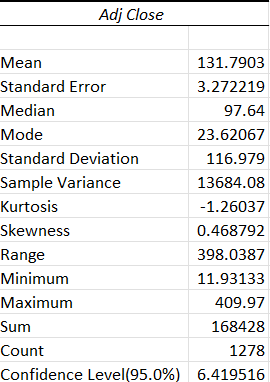 Adj Close
Mean 131.7903
Standard Error 3.272219
Median 97.64
Mode 23.62067
Standard Deviation 116.979
Sample Variance 13684.08
Kurtosis -1.26037
Skewness 0.468792
Range 398.0387
Minimum 11.93133
Maximum 409.97
Sum 168428
Count 1278
Confidence Level(95.0%) 6.419516